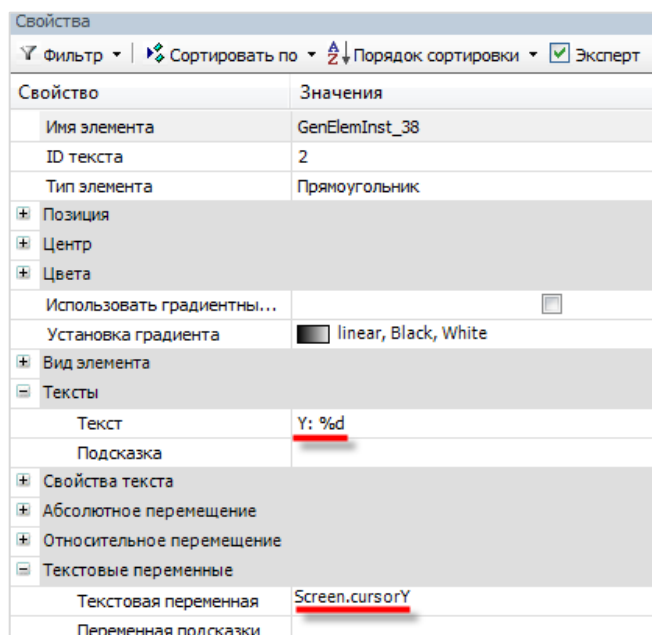 Свойства
Фильтр Сортировать по Порядок сортировки Эксперт
Свойство Значения
Имя элемента GenElemInst_38
ID текста 2
Тип элемента Прямоугольник
Позиция
Центр
Цвета
Использовать градиентны...
Установка градиента linear, Black, White
Вид элемента
Тексты
Текст Y: %d
Подсказка
Свойства текста
Абсолютное перемещение
Относительное перемещение
Текстовые переменные
Текстовая переменная Screen.cursorY
Переменная подсказки